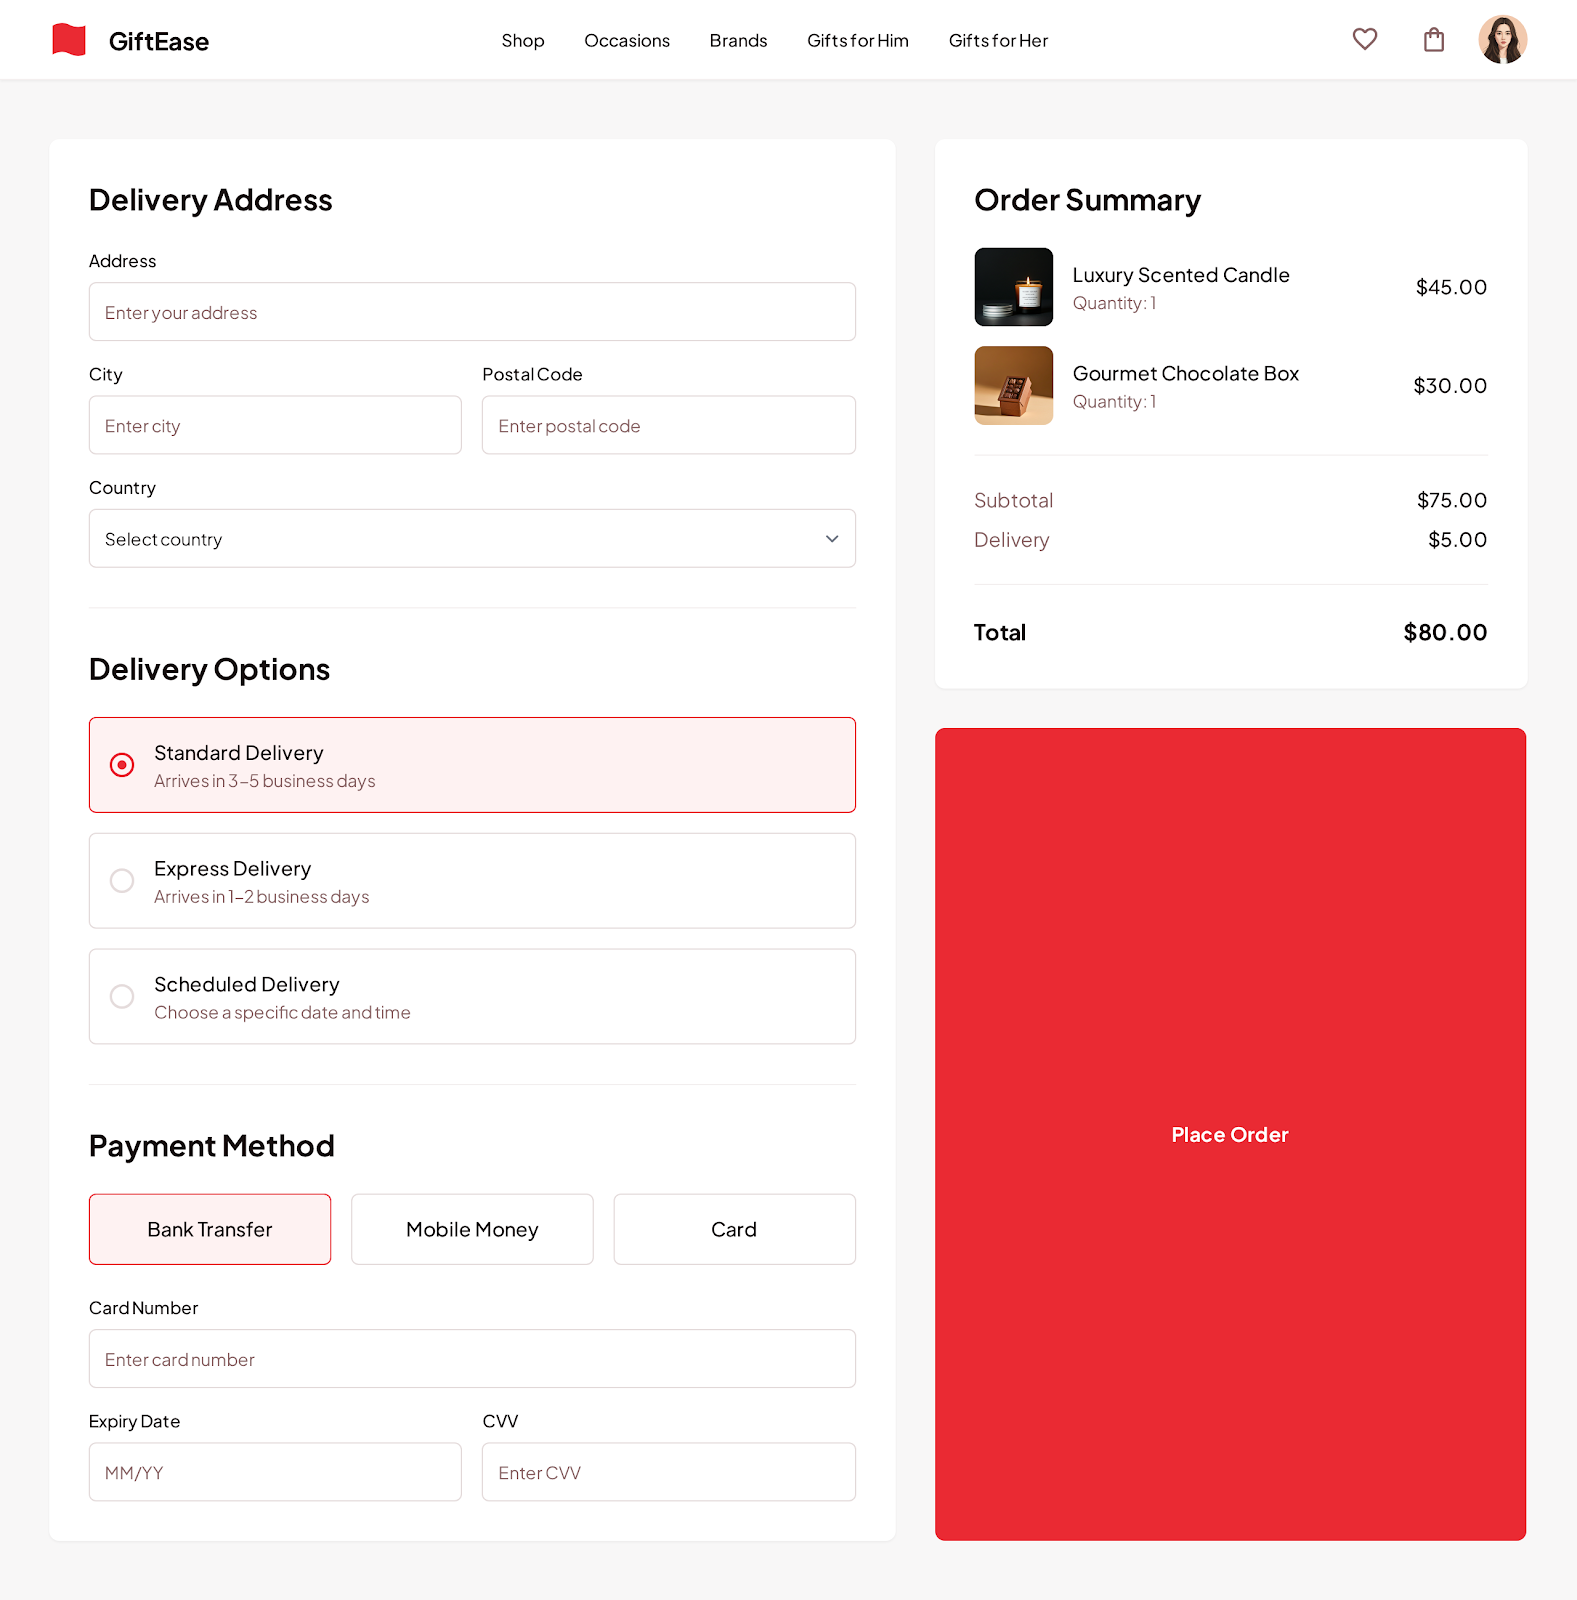 GiftEase
Shop
Occasions
Brands
Gifts for Him
Gifts for Her
Delivery Address
Address
Enter your address
City
Postal Code
Enter city
Enter postal code
Country
Select country
Delivery Options
Standard Delivery
Arrives in 3–5 business days
Express Delivery
Arrives in 1–2 business days
Scheduled Delivery
Choose a specific date and time
Payment Method
Bank Transfer
Mobile Money
Card
Card Number
Enter card number
Expiry Date
CVV
MM/YY
Enter CVV
Order Summary
Luxury Scented Candle
Quantity: 1
$45.00
Gourmet Chocolate Box
Quantity: 1
$30.00
Subtotal
$75.00
Delivery
$5.00
Total
$80.00
Place Order